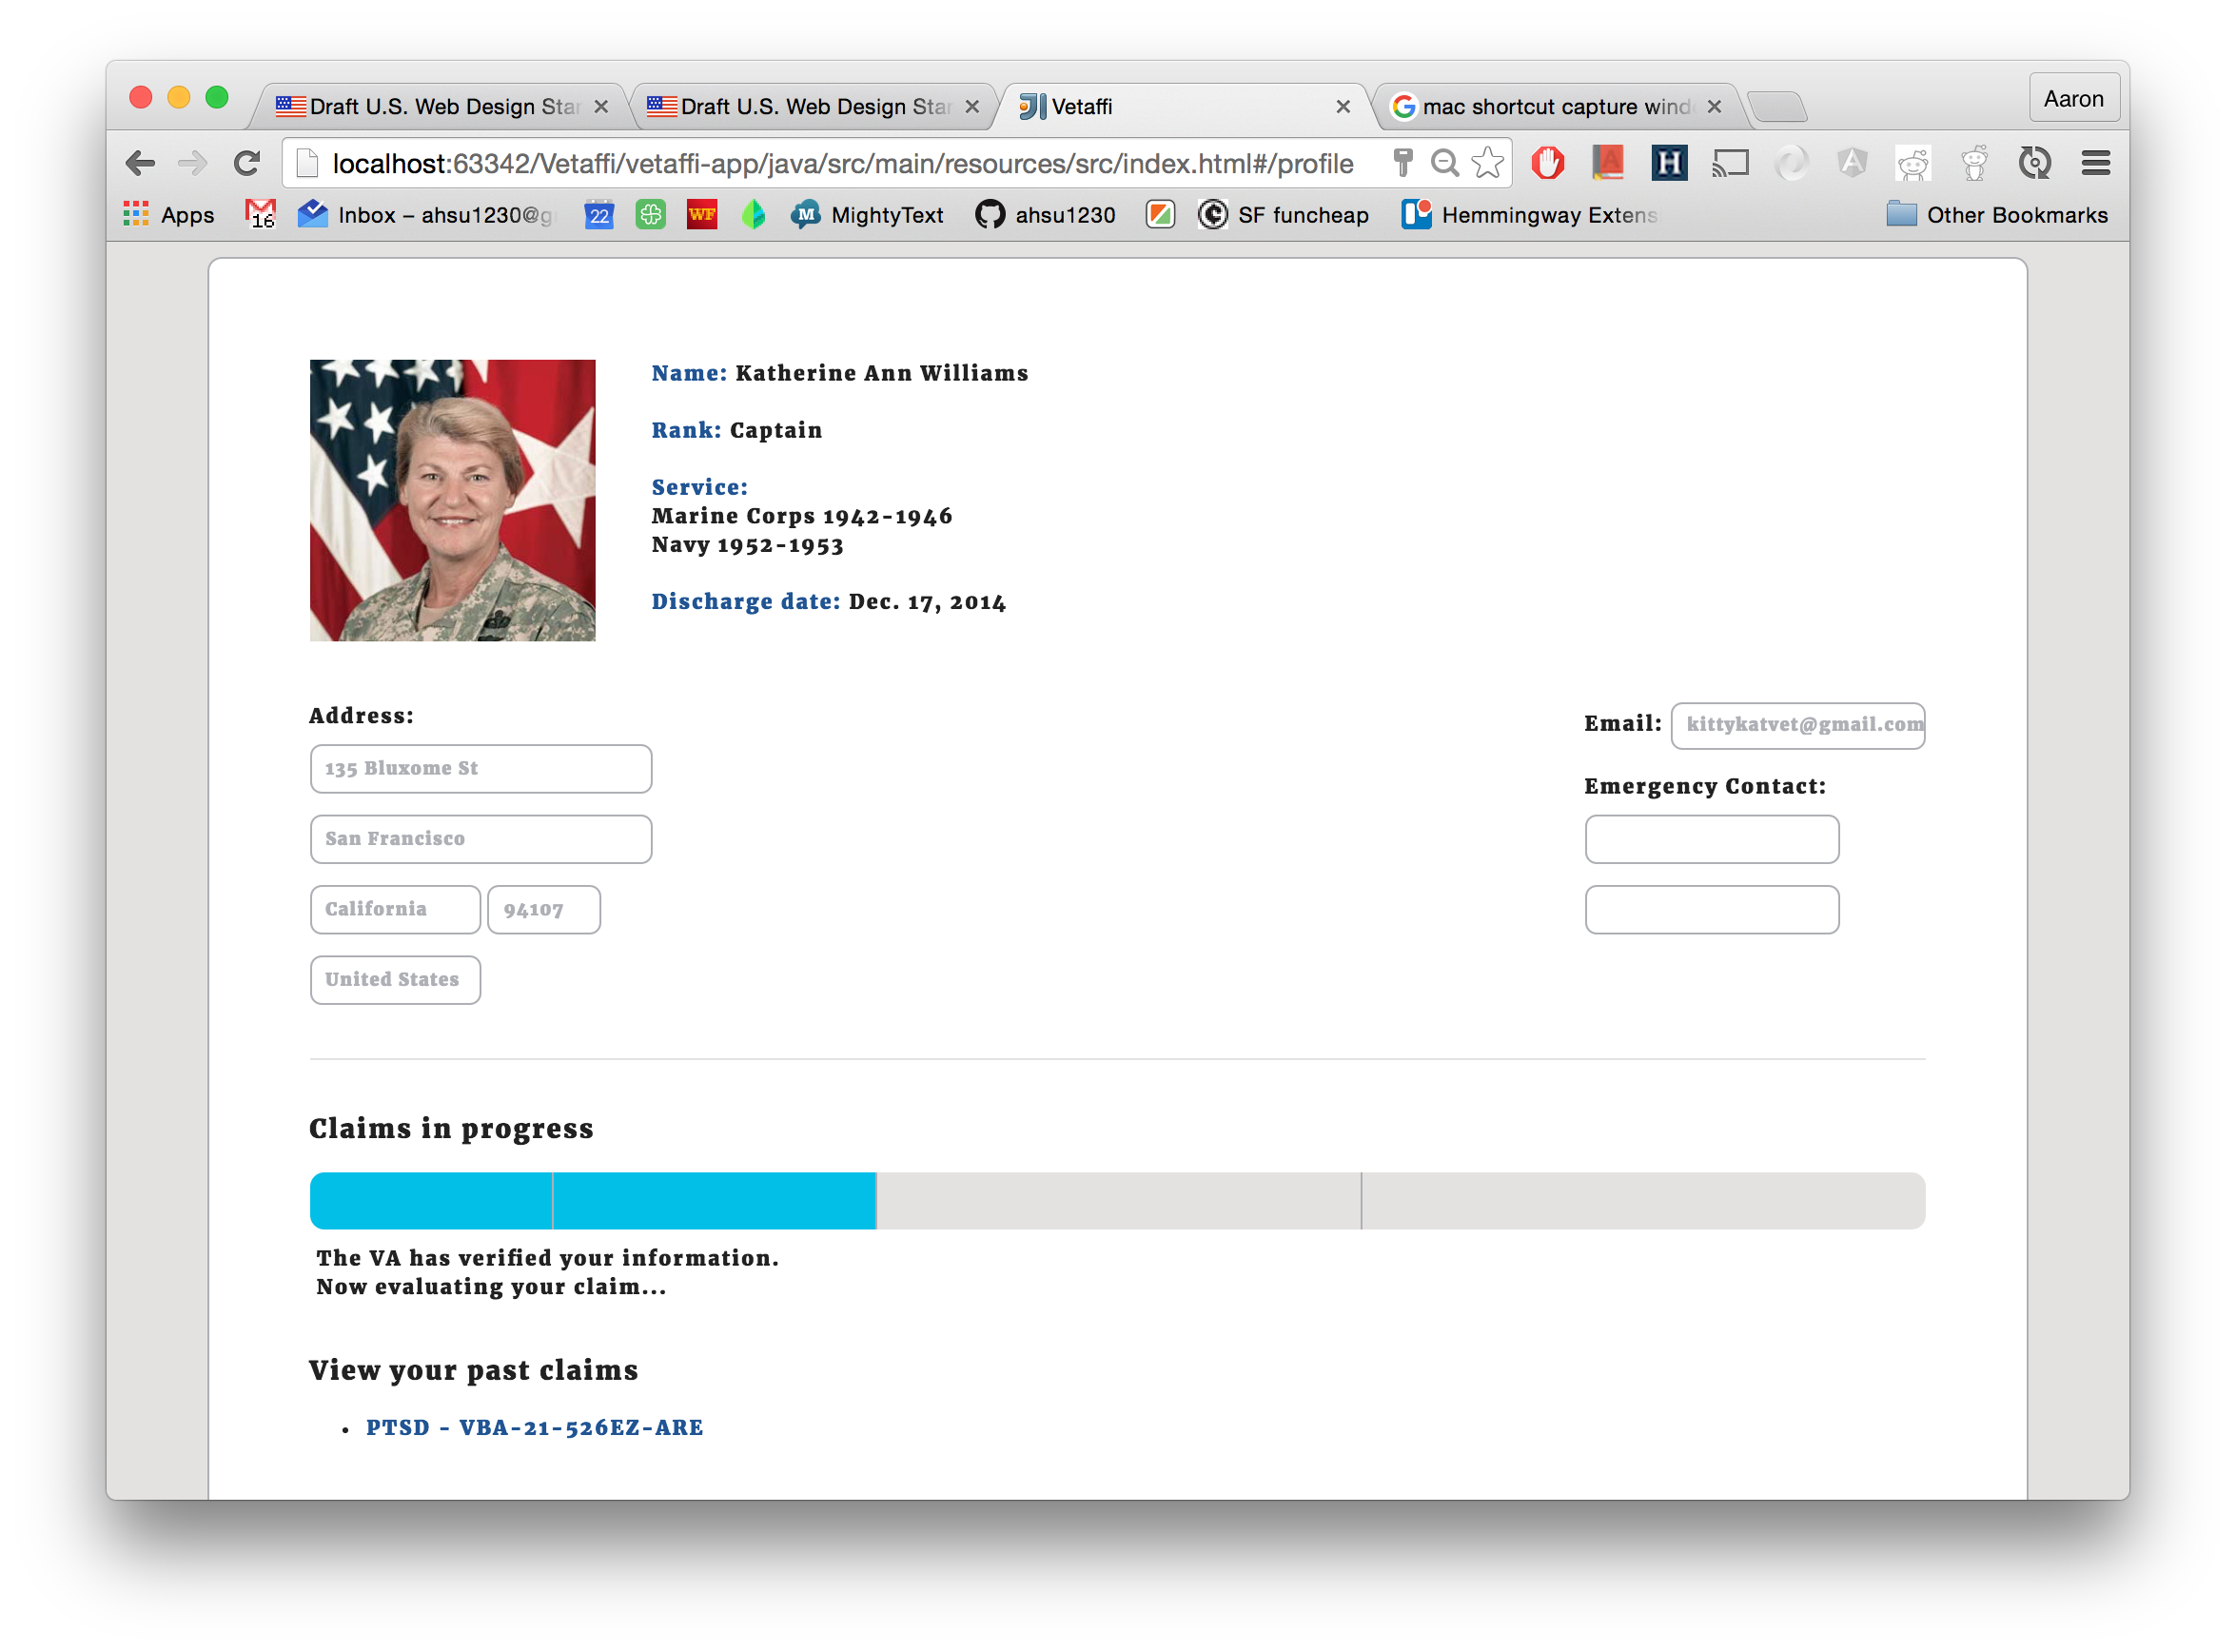 Draft U.S. Web Design Star
Draft U.S. Web Design Star
Vetaffi
mac shortcut capture wind
Aaron
localhost:63342/Vetaffi/vetaffi-app/java/src/main/resources/src/index.html#/profile
Apps
16
Inbox – ahsu1230@g
22
WF
MightyText
ahsu1230
SF funcheap
Hemmingway Extens
Other Bookmarks
Name: Katherine Ann Williams
Rank: Captain
Service:
Marine Corps 1942-1946
Navy 1952-1953
Discharge date: Dec. 17, 2014
Address:
135 Bluxome St
San Francisco
California
94107
United States
Email: kittykatvet@gmail.com
Emergency Contact:
Claims in progress
The VA has verified your information.
Now evaluating your claim...
View your past claims
• PTSD - VBA-21-526EZ-ARE